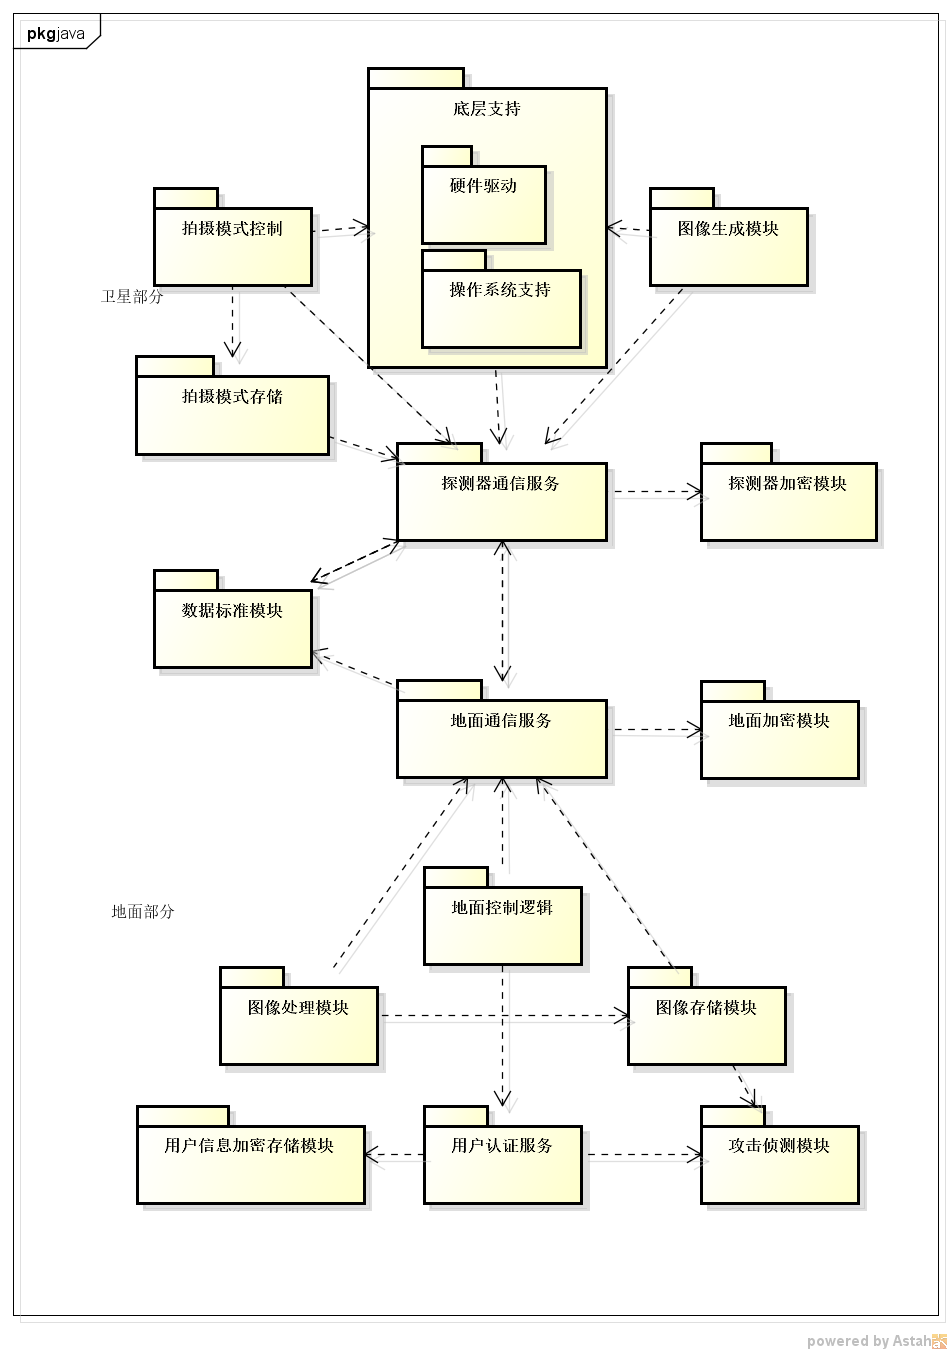 pkg java
底层支持
硬件驱动
拍摄模式控制
图像生成模块
操作系统支持
卫星部分
拍摄模式存储
探测器通信服务
探测器加密模块
数据标准模块
地面通信服务
地面加密模块
地面控制逻辑
地面部分
图像处理模块
图像存储模块
用户信息加密存储模块
用户认证服务
攻击侦测模块
powered by Astah